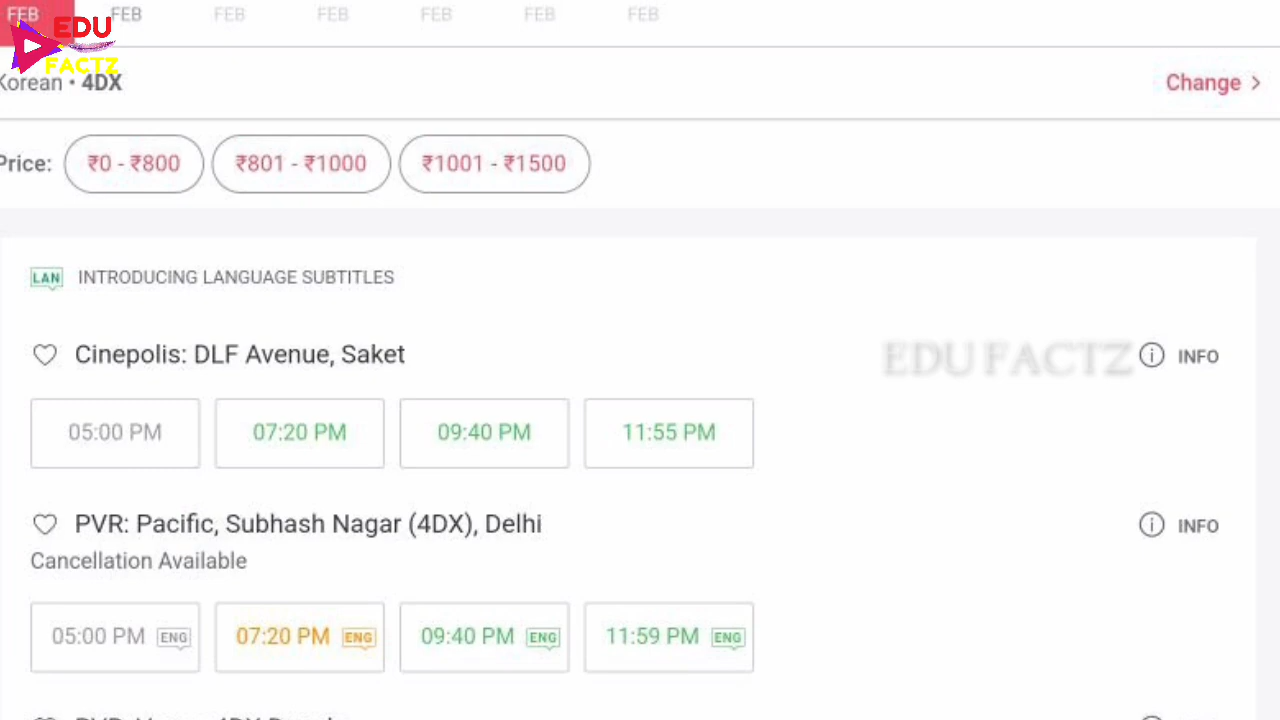 FEB FEB FEB FEB FEB FEB FEB
EDU
FACTZ
Korean • 4DX
Change >
Price: ₹0 - ₹800 ₹801 - ₹1000 ₹1001 - ₹1500
LAN INTRODUCING LANGUAGE SUBTITLES
Cinepolis: DLF Avenue, Saket
EDU FACTZ
INFO
05:00 PM 07:20 PM 09:40 PM 11:55 PM
PVR: Pacific, Subhash Nagar (4DX), Delhi
INFO
Cancellation Available
05:00 PM ENG 07:20 PM ENG 09:40 PM ENG 11:59 PM ENG